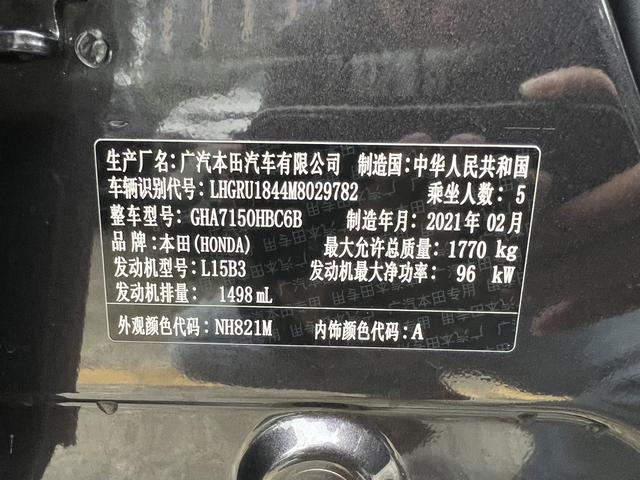 生产厂名：广汽本田汽车有限公司 制造国：中华人民共和国
车辆识别代号：LHGRU1844M8029782 乘坐人数：5
整车型号：GHA7150HBC6B 制造年月：2021年02月
品牌：本田(HONDA) 最大允许总质量：1770 kg
发动机型号：L15B3 发动机最大净功率：96 kW
发动机排量：1498mL
外观颜色代码：NH821M 内饰颜色代码：A